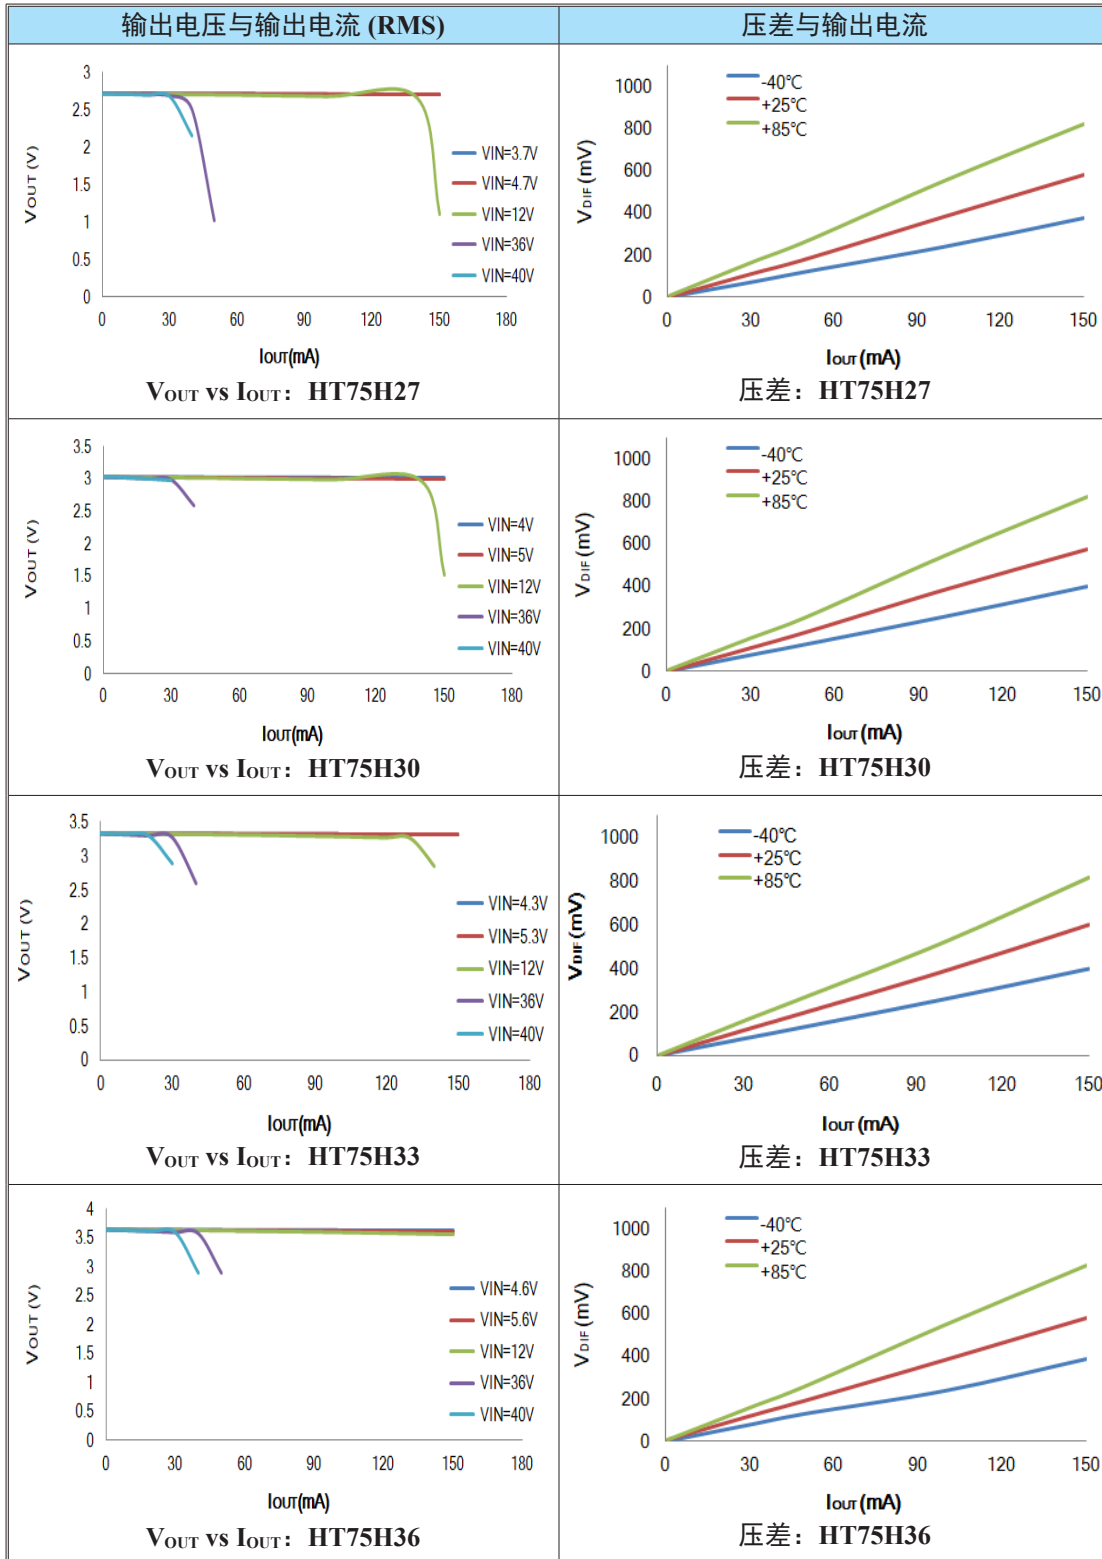 输出电压与输出电流 (RMS)
压差与输出电流
3
2.5
2
1.5
1
0.5
0
VOUT (V)
VIN=3.7V
VIN=4.7V
VIN=12V
VIN=36V
VIN=40V
0 30 60 90 120 150 180
IOUT(mA)
VOUT vs IOUT：HT75H27
1000
800
600
400
200
0
VDIF (mV)
-40℃
+25℃
+85℃
0 30 60 90 120 150
IOUT (mA)
压差：HT75H27
3.5
3
2.5
2
1.5
1
0.5
0
VOUT (V)
VIN=4V
VIN=5V
VIN=12V
VIN=36V
VIN=40V
0 30 60 90 120 150 180
IOUT(mA)
VOUT vs IOUT：HT75H30
1000
800
600
400
200
0
VDIF (mV)
-40℃
+25℃
+85℃
0 30 60 90 120 150
IOUT (mA)
压差：HT75H30
3.5
3
2.5
2
1.5
1
0.5
0
VOUT (V)
VIN=4.3V
VIN=5.3V
VIN=12V
VIN=36V
VIN=40V
0 30 60 90 120 150 180
IOUT(mA)
VOUT vs IOUT：HT75H33
1000
800
600
400
200
0
VDIF (mV)
-40℃
+25℃
+85℃
0 30 60 90 120 150
IOUT (mA)
压差：HT75H33
4
3.5
3
2.5
2
1.5
1
0.5
0
VOUT (V)
VIN=4.6V
VIN=5.6V
VIN=12V
VIN=36V
VIN=40V
0 30 60 90 120 150 180
IOUT(mA)
VOUT vs IOUT：HT75H36
1000
800
600
400
200
0
VDIF (mV)
-40℃
+25℃
+85℃
0 30 60 90 120 150
IOUT (mA)
压差：HT75H36